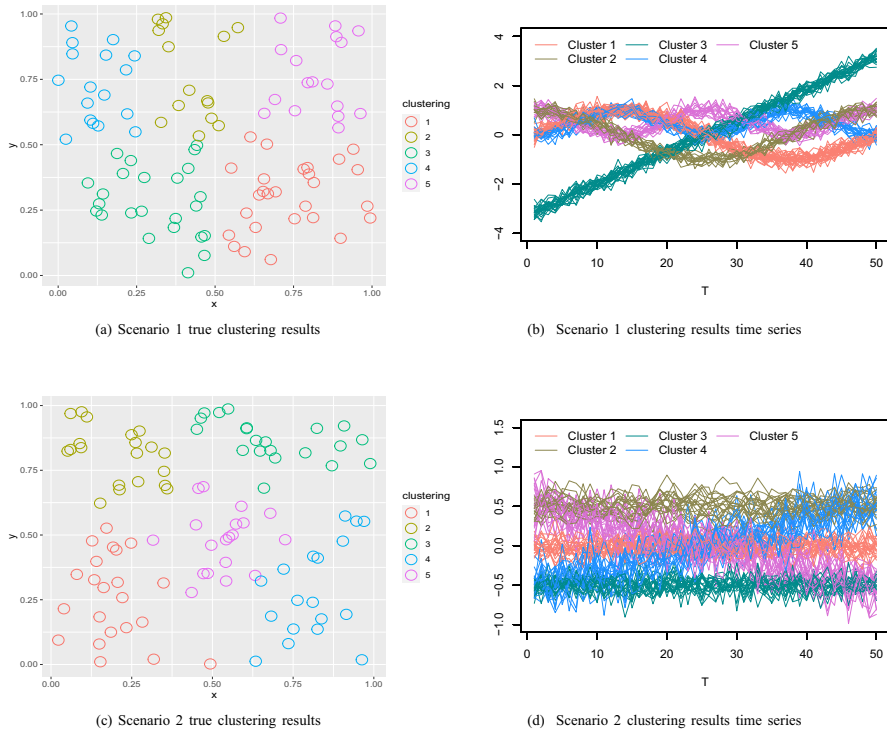 1.00
0.75
0.50
0.25
0.00
y
0.00 0.25 0.50 0.75 1.00
x
clustering
1
2
3
4
5
(a) Scenario 1 true clustering results
4
2
0
−2
−4
Cluster 1 Cluster 3 Cluster 5
Cluster 2 Cluster 4
0 10 20 30 40 50
T
(b) Scenario 1 clustering results time series
1.00
0.75
0.50
0.25
0.00
y
0.00 0.25 0.50 0.75 1.00
x
clustering
1
2
3
4
5
(c) Scenario 2 true clustering results
1.5
1.0
0.5
0.0
−0.5
−1.0
Cluster 1 Cluster 3 Cluster 5
Cluster 2 Cluster 4
0 10 20 30 40 50
T
(d) Scenario 2 clustering results time series